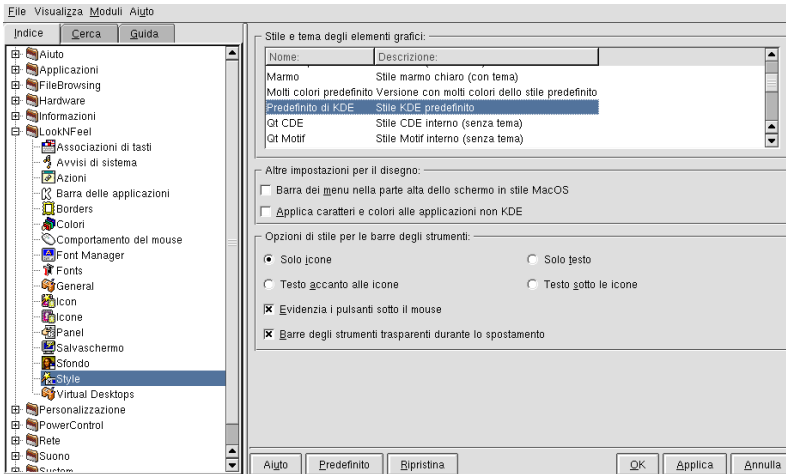 File Visualizza Moduli Aiuto
Indice Cerca Guida
Aiuto
Applicazioni
FileBrowsing
Hardware
Informazioni
LookNFeel
Associazioni di tasti
Avvisi di sistema
Azioni
Barra delle applicazioni
Borders
Colori
Comportamento del mouse
Font Manager
Fonts
General
Icon
Icone
Panel
Salvaschermo
Sfondo
Style
Virtual Desktops
Personalizzazione
PowerControl
Rete
Suono
System
Stile e tema degli elementi grafici:
Nome: Descrizione:
Marmo Stile marmo chiaro (con tema)
Molti colori predefinito Versione con molti colori dello stile predefinito
Predefinito di KDE Stile KDE predefinito
Qt CDE Stile CDE interno (senza tema)
Qt Motif Stile Motif interno (senza tema)
Altre impostazioni per il disegno:
Barra dei menu nella parte alta dello schermo in stile MacOS
Applica caratteri e colori alle applicazioni non KDE
Opzioni di stile per le barre degli strumenti:
Solo icone Solo testo
Testo accanto alle icone Testo sotto le icone
Evidenzia i pulsanti sotto il mouse
Barre degli strumenti trasparenti durante lo spostamento
Aiuto Predefinito Ripristina OK Applica Annulla